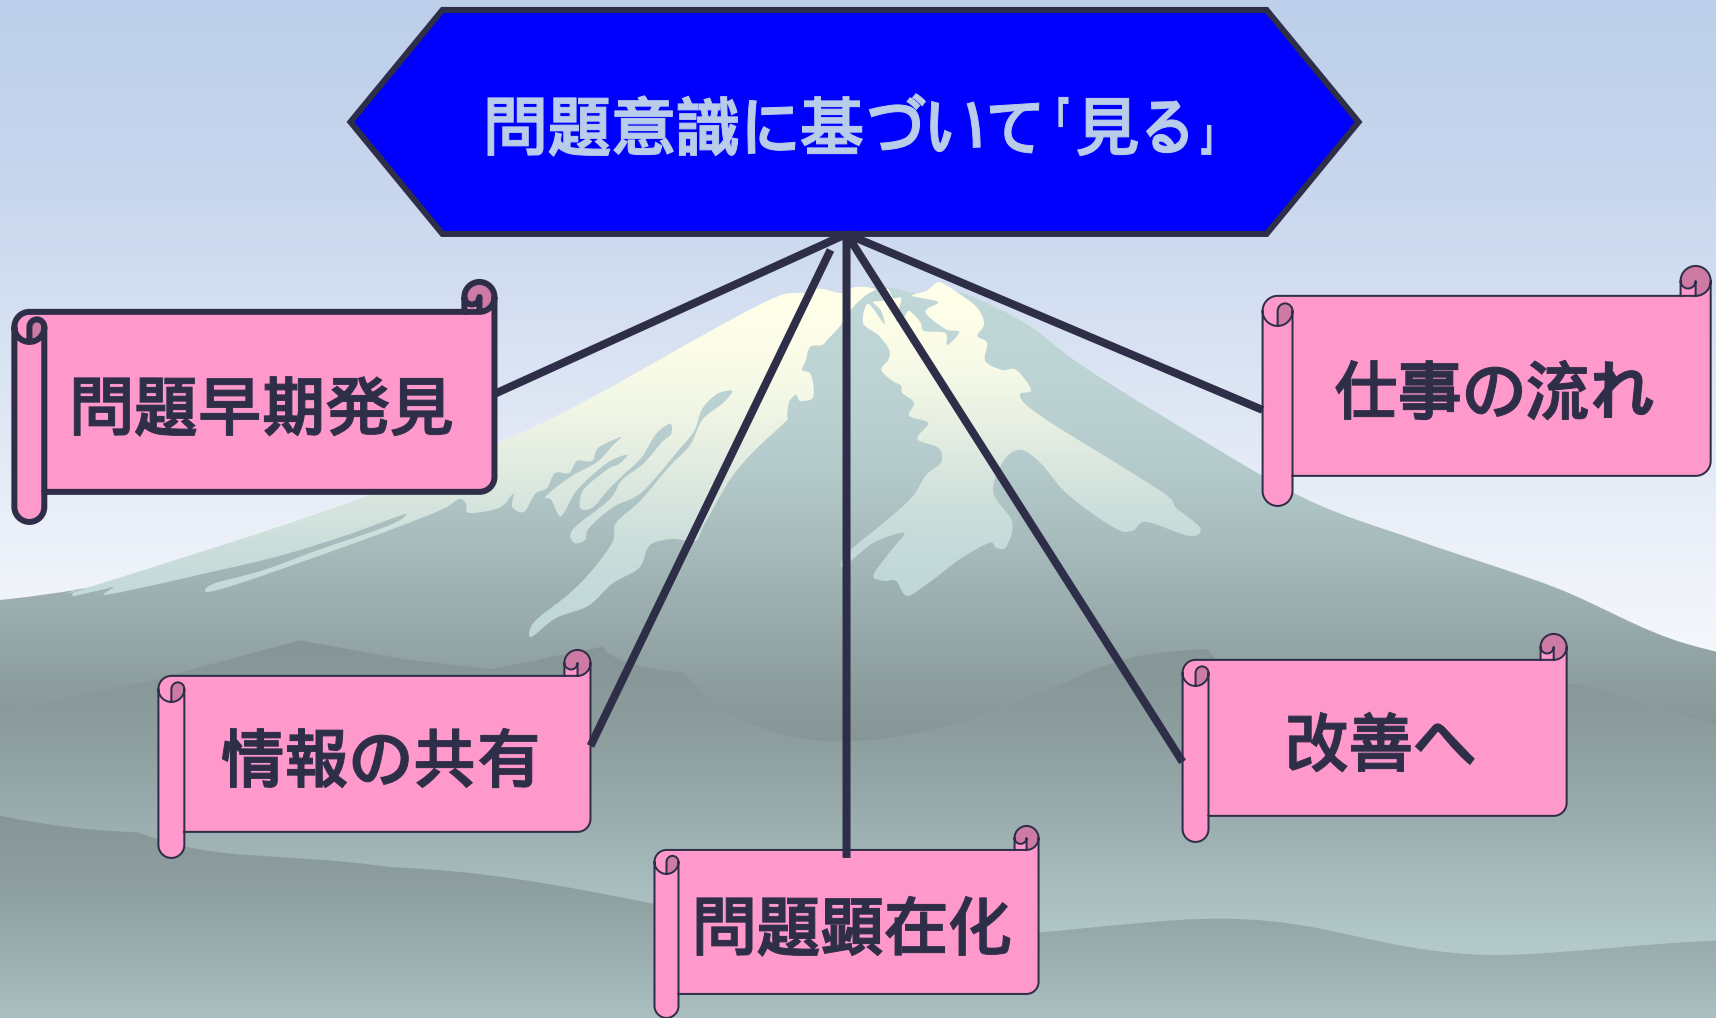 問題意識に基づいて「見る」
問題早期発見
仕事の流れ
情報の共有
改善へ
問題顕在化